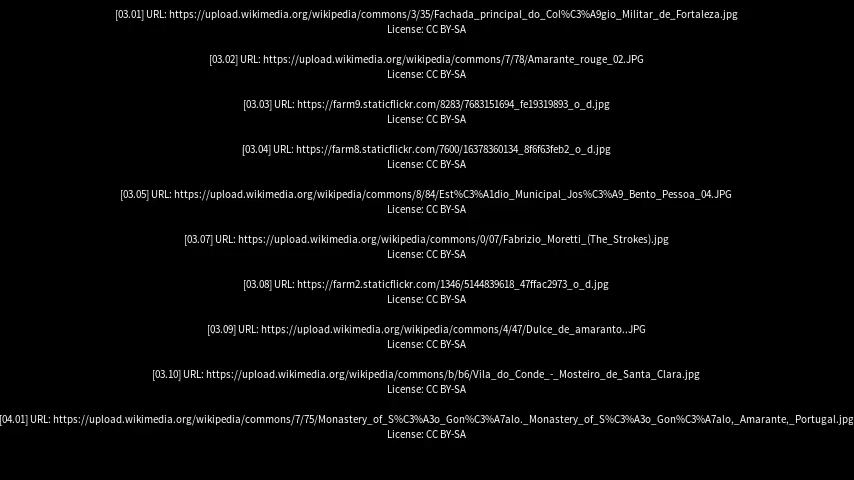 [03.01] URL: https://upload.wikimedia.org/wikipedia/commons/3/35/Fachada_principal_do_Col%C3%A9gio_Militar_de_Fortaleza.jpg
License: CC BY-SA
[03.02] URL: https://upload.wikimedia.org/wikipedia/commons/7/78/Amarante_rouge_02.JPG
License: CC BY-SA
[03.03] URL: https://farm9.staticflickr.com/8283/7683151694_fe19319893_o_d.jpg
License: CC BY-SA
[03.04] URL: https://farm8.staticflickr.com/7600/16378360134_8f6f63feb2_o_d.jpg
License: CC BY-SA
[03.05] URL: https://upload.wikimedia.org/wikipedia/commons/8/84/Est%C3%A1dio_Municipal_Jos%C3%A9_Bento_Pessoa_04.JPG
License: CC BY-SA
[03.07] URL: https://upload.wikimedia.org/wikipedia/commons/0/07/Fabrizio_Moretti_(The_Strokes).jpg
License: CC BY-SA
[03.08] URL: https://farm2.staticflickr.com/1346/5144839618_47ffac2973_o_d.jpg
License: CC BY-SA
[03.09] URL: https://upload.wikimedia.org/wikipedia/commons/4/47/Dulce_de_amaranto..JPG
License: CC BY-SA
[03.10] URL: https://upload.wikimedia.org/wikipedia/commons/b/b6/Vila_do_Conde_-_Mosteiro_de_Santa_Clara.jpg
License: CC BY-SA
[04.01] URL: https://upload.wikimedia.org/wikipedia/commons/7/75/Monastery_of_S%C3%A3o_Gon%C3%A7alo._Monastery_of_S%C3%A3o_Gon%C3%A7alo,_Amarante,_Portugal.jpg
License: CC BY-SA